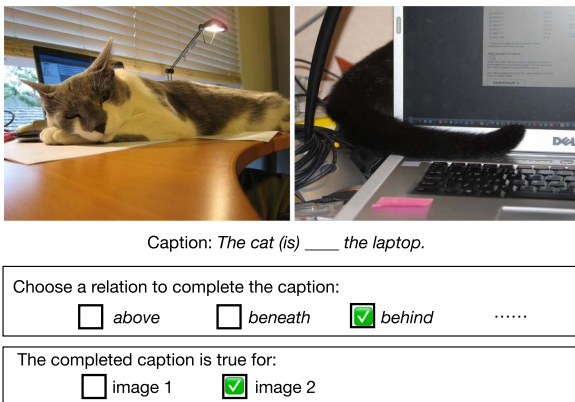 DELL
Caption: The cat (is) ____ the laptop.
Choose a relation to complete the caption:
above beneath behind ......
The completed caption is true for:
image 1 image 2